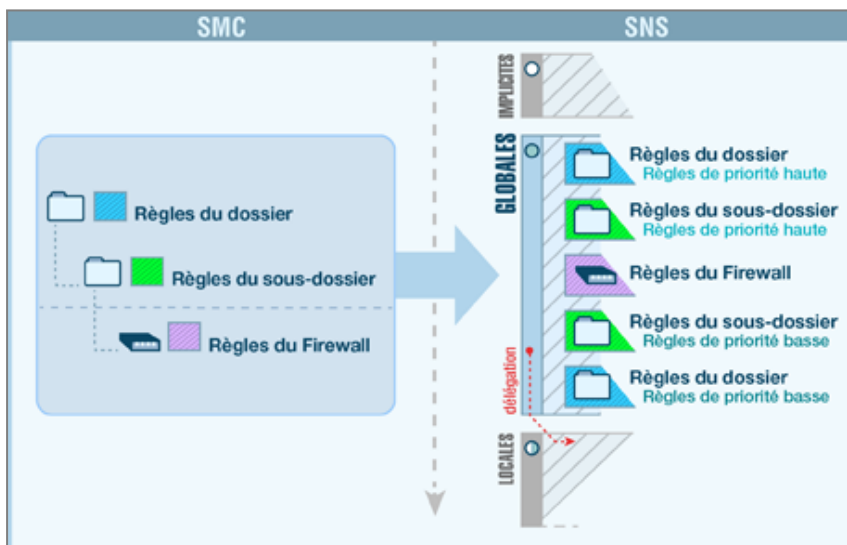 SMC
SNS
Règles du dossier
Règles du sous-dossier
Règles du Firewall
IMPLICITES
GLOBALES
Règles du dossier
Règles de priorité haute
Règles du sous-dossier
Règles de priorité haute
Règles du Firewall
Règles du sous-dossier
Règles de priorité basse
Règles du dossier
Règles de priorité basse
délégation
LOCALES